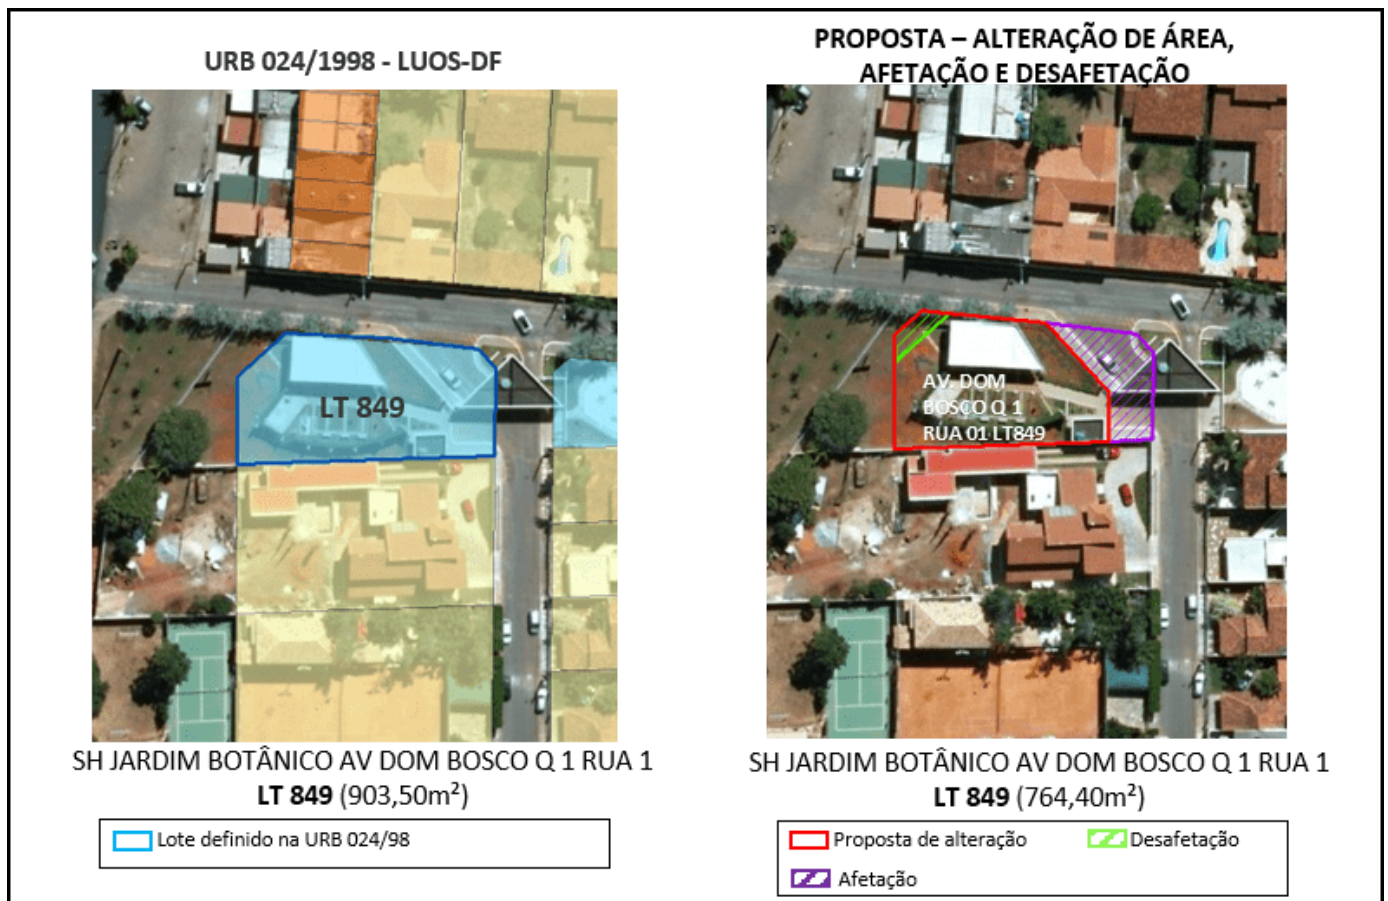 URB 024/1998 - LUOS-DF
LT 849
SH JARDIM BOTÂNICO AV DOM BOSCO Q 1 RUA 1
LT 849 (903,50m²)
Lote definido na URB 024/98
PROPOSTA – ALTERAÇÃO DE ÁREA,
AFETAÇÃO E DESAFETAÇÃO
AV. DOM
BOSCO Q 1
RUA 01 LT849
SH JARDIM BOTÂNICO AV DOM BOSCO Q 1 RUA 1
LT 849 (764,40m²)
Proposta de alteração
Desafetação
Afetação